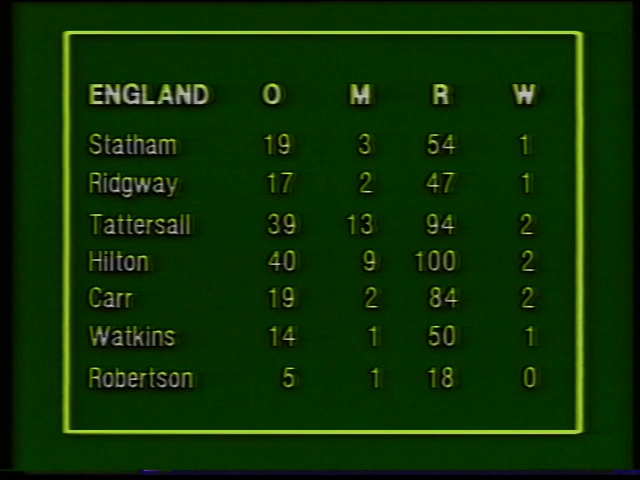 ENGLAND O M R W
Statham 19 3 54 1
Ridgway 17 2 47 1
Tattersall 39 13 94 2
Hilton 40 9 100 2
Carr 19 2 84 2
Watkins 14 1 50 1
Robertson 5 1 18 0